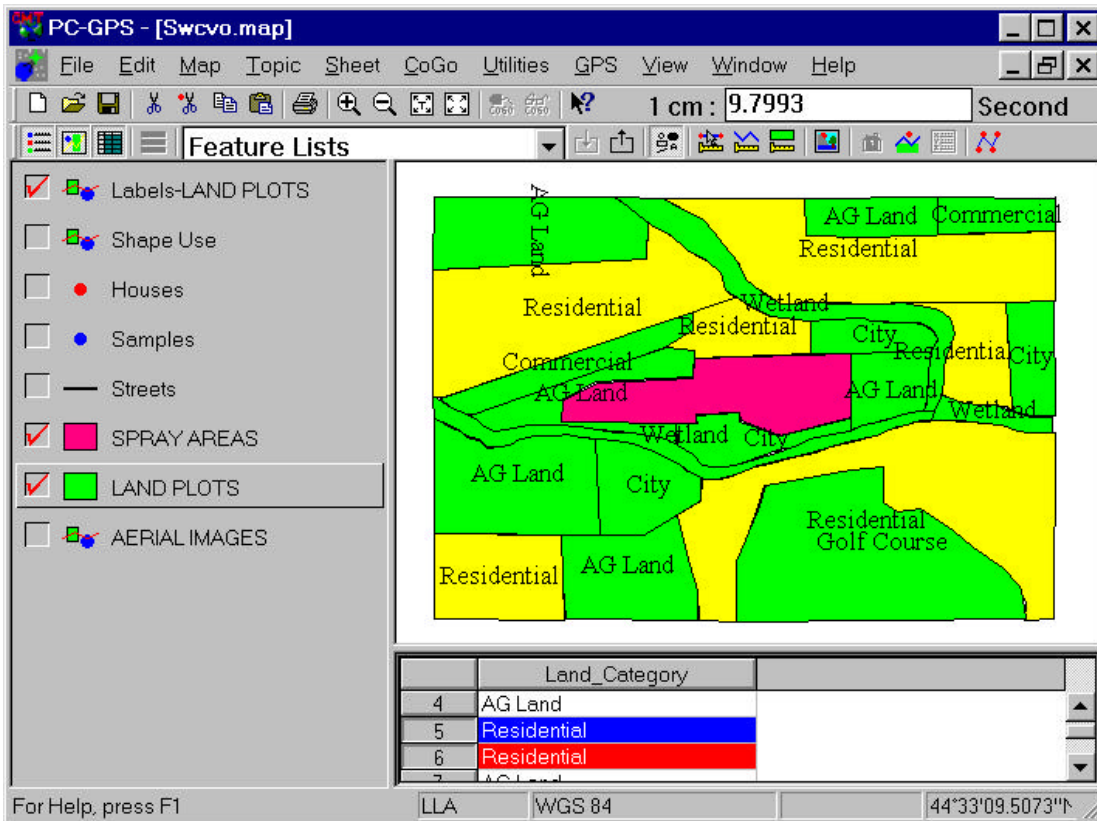 PC-GPS - [Swcvo.map]
File Edit Map Topic Sheet CoGo Utilities GPS View Window Help
1 cm : 9.7993 Second
Feature Lists
Labels-LAND PLOTS
Shape Use
Houses
Samples
Streets
SPRAY AREAS
LAND PLOTS
AERIAL IMAGES
AG Land
AG Land Commercial
Residential
Residential
Wetland
Residential
City
Residential
City
Commercial
AG Land
AG Land
Wetland
Wetland
City
AG Land
City
Residential
Golf Course
AG Land
Residential
Land_Category
4 AG Land
5 Residential
6 Residential
7 AG Land
For Help, press F1 LLA WGS 84 44°33'09.5073"N